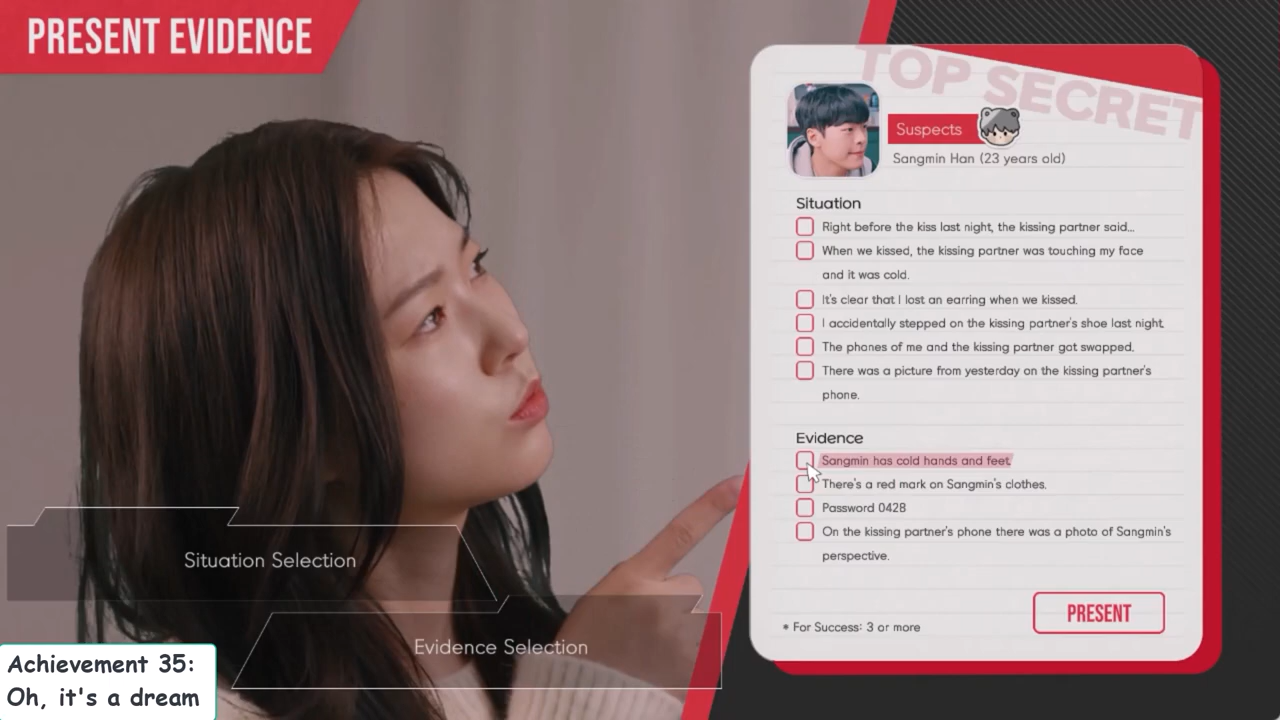 PRESENT EVIDENCE
TOP SECRET
Suspects
Sangmin Han (23 years old)
Situation
Right before the kiss last night, the kissing partner said...
When we kissed, the kissing partner was touching my face
and it was cold.
It's clear that I lost an earring when we kissed.
I accidentally stepped on the kissing partner's shoe last night.
The phones of me and the kissing partner got swapped.
There was a picture from yesterday on the kissing partner's
phone.
Evidence
Sangmin has cold hands and feet.
There's a red mark on Sangmin's clothes.
Password 0428
On the kissing partner's phone there was a photo of Sangmin's
perspective.
* For Success: 3 or more
PRESENT
Situation Selection
Evidence Selection
Achievement 35:
Oh, it's a dream